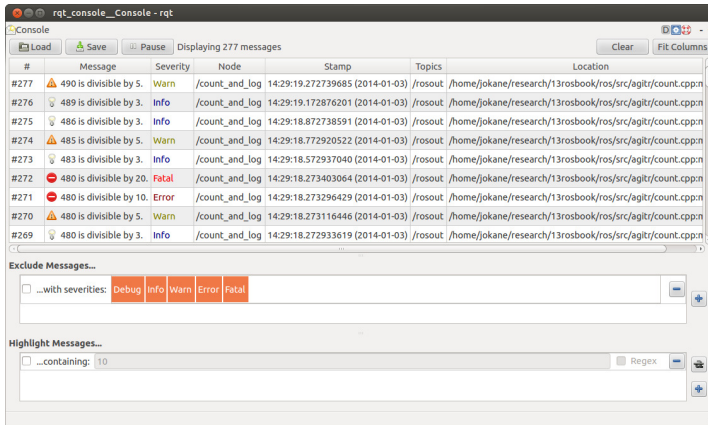 rqt_console__Console - rqt
Console D
Load Save Pause Displaying 277 messages Clear Fit Columns
# Message Severity Node Stamp Topics Location
#277 490 is divisible by 5. Warn /count_and_log 14:29:19.272739685 (2014-01-03) /rosout /home/jokane/research/13rosbook/ros/src/agitr/count.cpp:m
#276 489 is divisible by 3. Info /count_and_log 14:29:19.172876201 (2014-01-03) /rosout /home/jokane/research/13rosbook/ros/src/agitr/count.cpp:m
#275 486 is divisible by 3. Info /count_and_log 14:29:18.872738591 (2014-01-03) /rosout /home/jokane/research/13rosbook/ros/src/agitr/count.cpp:m
#274 485 is divisible by 5. Warn /count_and_log 14:29:18.772920522 (2014-01-03) /rosout /home/jokane/research/13rosbook/ros/src/agitr/count.cpp:m
#273 483 is divisible by 3. Info /count_and_log 14:29:18.572937040 (2014-01-03) /rosout /home/jokane/research/13rosbook/ros/src/agitr/count.cpp:m
#272 480 is divisible by 20. Fatal /count_and_log 14:29:18.273403064 (2014-01-03) /rosout /home/jokane/research/13rosbook/ros/src/agitr/count.cpp:m
#271 480 is divisible by 10. Error /count_and_log 14:29:18.273296429 (2014-01-03) /rosout /home/jokane/research/13rosbook/ros/src/agitr/count.cpp:m
#270 480 is divisible by 5. Warn /count_and_log 14:29:18.273116446 (2014-01-03) /rosout /home/jokane/research/13rosbook/ros/src/agitr/count.cpp:m
#269 480 is divisible by 3. Info /count_and_log 14:29:18.272933619 (2014-01-03) /rosout /home/jokane/research/13rosbook/ros/src/agitr/count.cpp:m
Exclude Messages...
...with severities: Debug Info Warn Error Fatal
Highlight Messages...
...containing: 10 Regex